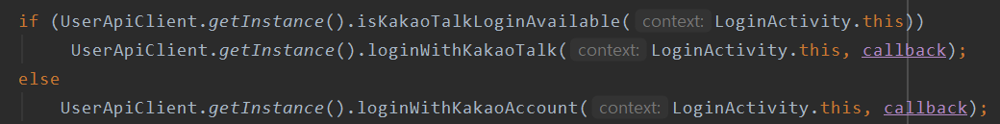 if (UserApiClient.getInstance().isKakaoTalkLoginAvailable( context: LoginActivity.this))
UserApiClient.getInstance().loginWithKakaoTalk( context: LoginActivity.this, callback);
else
UserApiClient.getInstance().loginWithKakaoAccount( context: LoginActivity.this, callback);